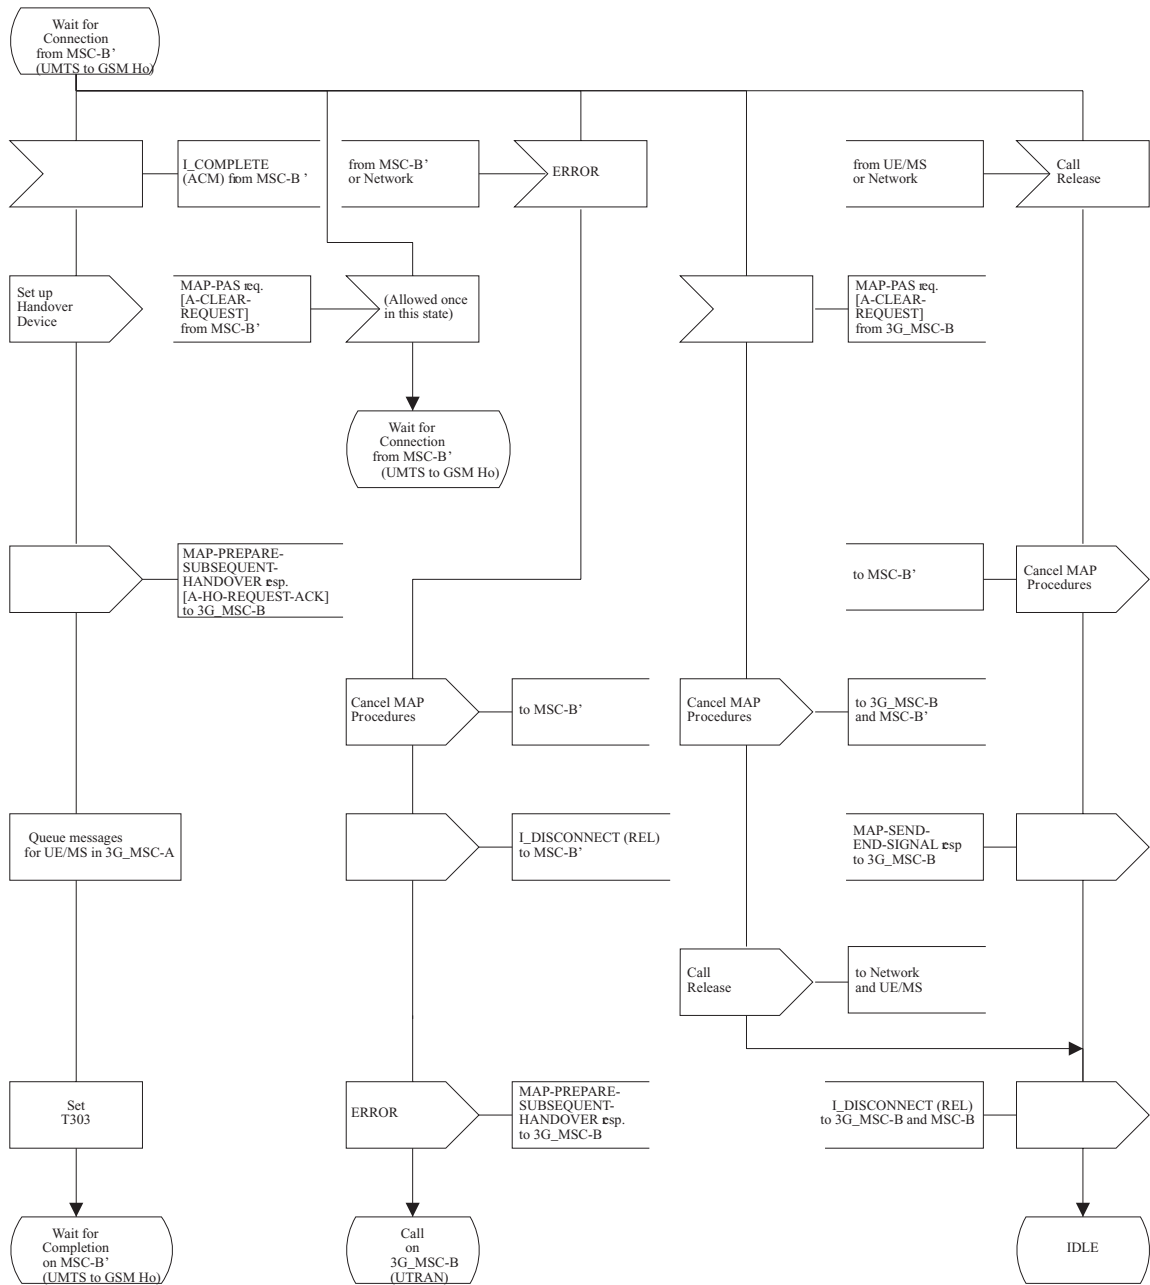 Wait for
Connection
from MSC-B’
(UMTS to GSM Ho)
I_COMPLETE
(ACM) from MSC-B ’
from MSC-B’
or Network
ERROR
from UE/MS
or Network
Call
Release
Set up
Handover
Device
MAP-PAS req.
[A-CLEAR-
REQUEST]
from MSC-B’
(Allowed once
in this state)
MAP-PAS req.
[A-CLEAR-
REQUEST]
from 3G_MSC-B
Wait for
Connection
from MSC-B’
(UMTS to GSM Ho)
MAP-PREPARE-
SUBSEQUENT-
HANDOVER resp.
[A-HO-REQUEST-ACK]
to 3G_MSC-B
to MSC-B’
Cancel MAP
Procedures
Cancel MAP
Procedures
to MSC-B’
Cancel MAP
Procedures
to 3G_MSC-B
and MSC-B’
Queue messages
for UE/MS in 3G_MSC-A
I_DISCONNECT (REL)
to MSC-B’
MAP-SEND-
END-SIGNAL resp
to 3G_MSC-B
Call
Release
to Network
and UE/MS
Set
T303
ERROR
MAP-PREPARE-
SUBSEQUENT-
HANDOVER resp.
to 3G_MSC-B
I_DISCONNECT (REL)
to 3G_MSC-B and MSC-B
Wait for
Completion
on MSC-B’
(UMTS to GSM Ho)
Call
on
3G_MSC-B
(UTRAN)
IDLE